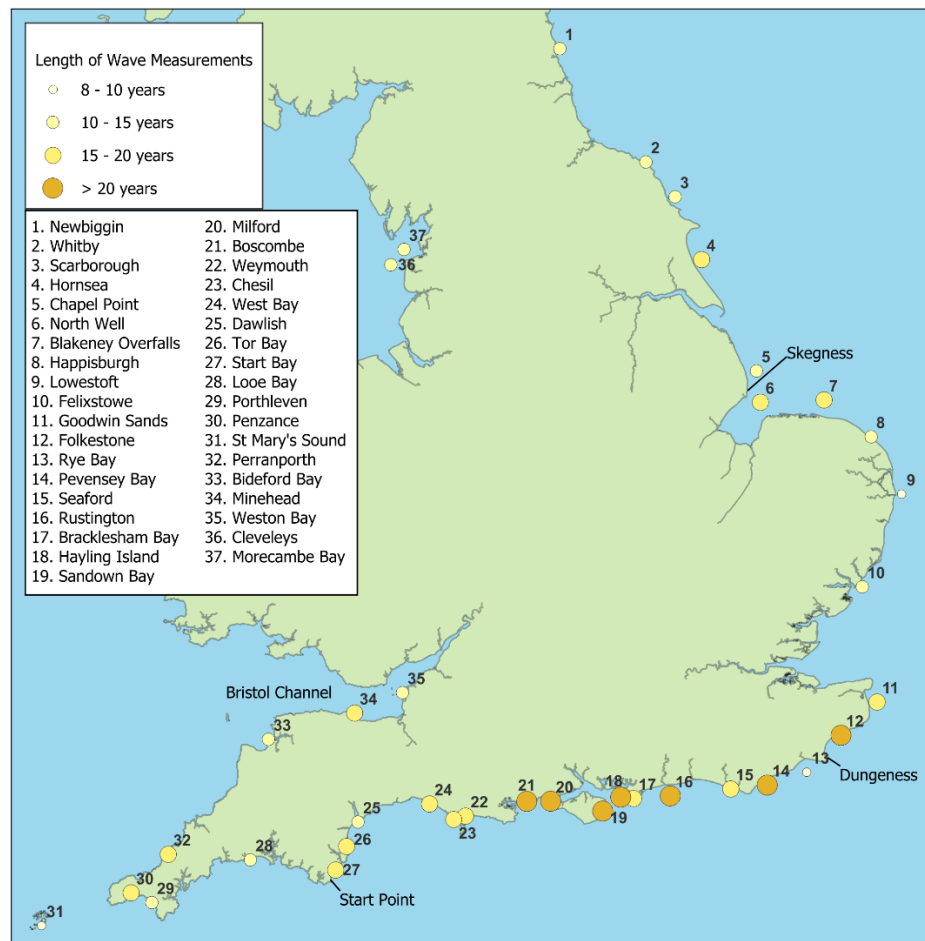 Length of Wave Measurements
8 - 10 years
10 - 15 years
15 - 20 years
> 20 years
1. Newbiggin
2. Whitby
3. Scarborough
4. Hornsea
5. Chapel Point
6. North Well
7. Blakeney Overfalls
8. Happisburgh
9. Lowestoft
10. Felixstowe
11. Goodwin Sands
12. Folkestone
13. Rye Bay
14. Pevensey Bay
15. Seaford
16. Rustington
17. Bracklesham Bay
18. Hayling Island
19. Sandown Bay
20. Milford
21. Boscombe
22. Weymouth
23. Chesil
24. West Bay
25. Dawlish
26. Tor Bay
27. Start Bay
28. Looe Bay
29. Porthleven
30. Penzance
31. St Mary's Sound
32. Perranporth
33. Bideford Bay
34. Minehead
35. Weston Bay
36. Cleveleys
37. Morecambe Bay
1
2
3
37
36
4
Skegness
5
6
7
8
9
10
35
Bristol Channel
34
11
33
12
13
Dungeness
24
22
23
21
20
18
17
19
16
15
14
25
26
32
28
27
30
29
Start Point
31